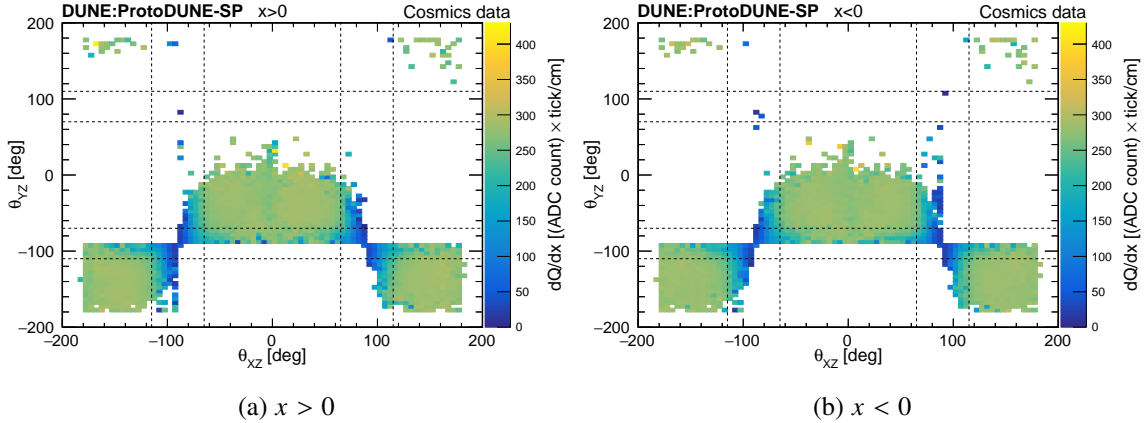 DUNE:ProtoDUNE-SP x>0 Cosmics data
200
100
0
−100
−200
−200 −100 0 100 200
θYZ [deg]
θXZ [deg]
400
350
300
250
200
150
100
50
0
dQ/dx [(ADC count) × tick/cm]
(a) x > 0
DUNE:ProtoDUNE-SP x<0 Cosmics data
200
100
0
−100
−200
−200 −100 0 100 200
θYZ [deg]
θXZ [deg]
400
350
300
250
200
150
100
50
0
dQ/dx [(ADC count) × tick/cm]
(b) x < 0